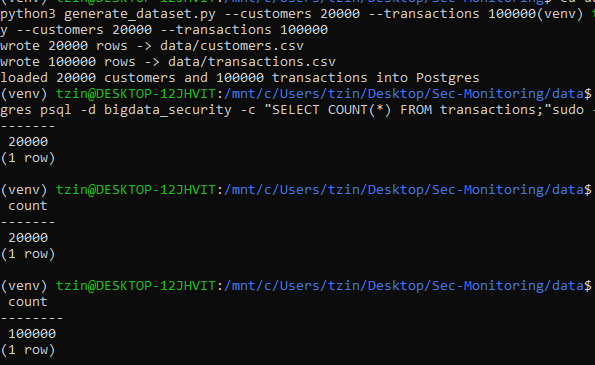 python3 generate_dataset.py --customers 20000 --transactions 100000(venv) t
y --customers 20000 --transactions 100000
wrote 20000 rows -> data/customers.csv
wrote 100000 rows -> data/transactions.csv
loaded 20000 customers and 100000 transactions into Postgres
(venv) tzin@DESKTOP-12JHVIT:/mnt/c/Users/tzin/Desktop/Sec-Monitoring/data$
gres psql -d bigdata_security -c "SELECT COUNT(*) FROM transactions;"sudo -
-------
 20000
(1 row)

(venv) tzin@DESKTOP-12JHVIT:/mnt/c/Users/tzin/Desktop/Sec-Monitoring/data$
 count
-------
 20000
(1 row)

(venv) tzin@DESKTOP-12JHVIT:/mnt/c/Users/tzin/Desktop/Sec-Monitoring/data$
 count
--------
 100000
(1 row)